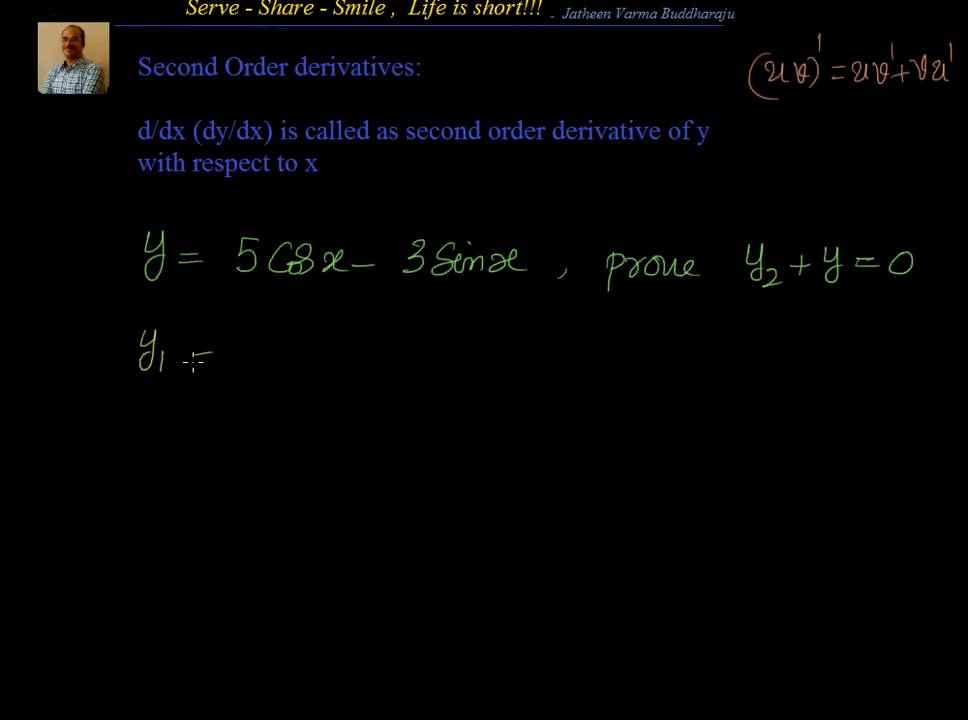 Serve - Share - Smile , Life is short!!! - Jatheen Varma Buddharaju
Second Order derivatives:
(uv)' = uv' + vu'
d/dx (dy/dx) is called as second order derivative of y
with respect to x
y = 5 Cos x - 3 Sin x , prove y₂ + y = 0
y₁ =